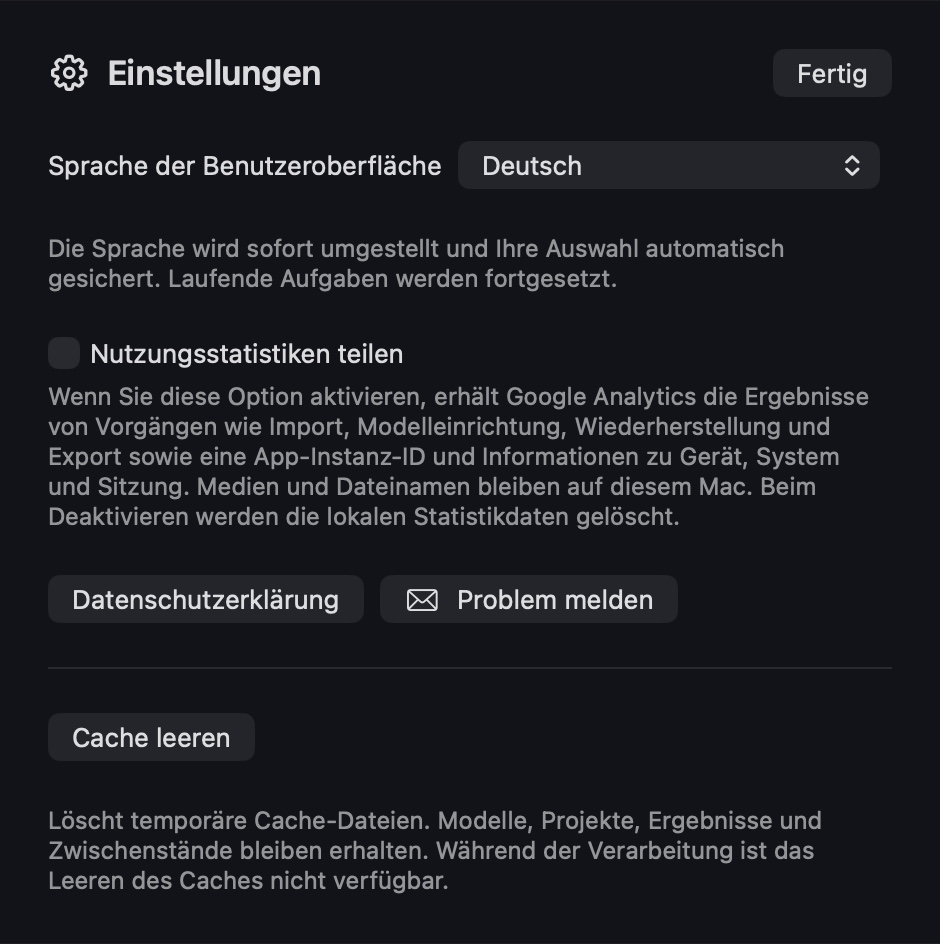 Einstellungen
Fertig
Sprache der Benutzeroberfläche
Deutsch
Die Sprache wird sofort umgestellt und Ihre Auswahl automatisch
gesichert. Laufende Aufgaben werden fortgesetzt.
Nutzungsstatistiken teilen
Wenn Sie diese Option aktivieren, erhält Google Analytics die Ergebnisse
von Vorgängen wie Import, Modelleinrichtung, Wiederherstellung und
Export sowie eine App-Instanz-ID und Informationen zu Gerät, System
und Sitzung. Medien und Dateinamen bleiben auf diesem Mac. Beim
Deaktivieren werden die lokalen Statistikdaten gelöscht.
Datenschutzerklärung
Problem melden
Cache leeren
Löscht temporäre Cache-Dateien. Modelle, Projekte, Ergebnisse und
Zwischenstände bleiben erhalten. Während der Verarbeitung ist das
Leeren des Caches nicht verfügbar.